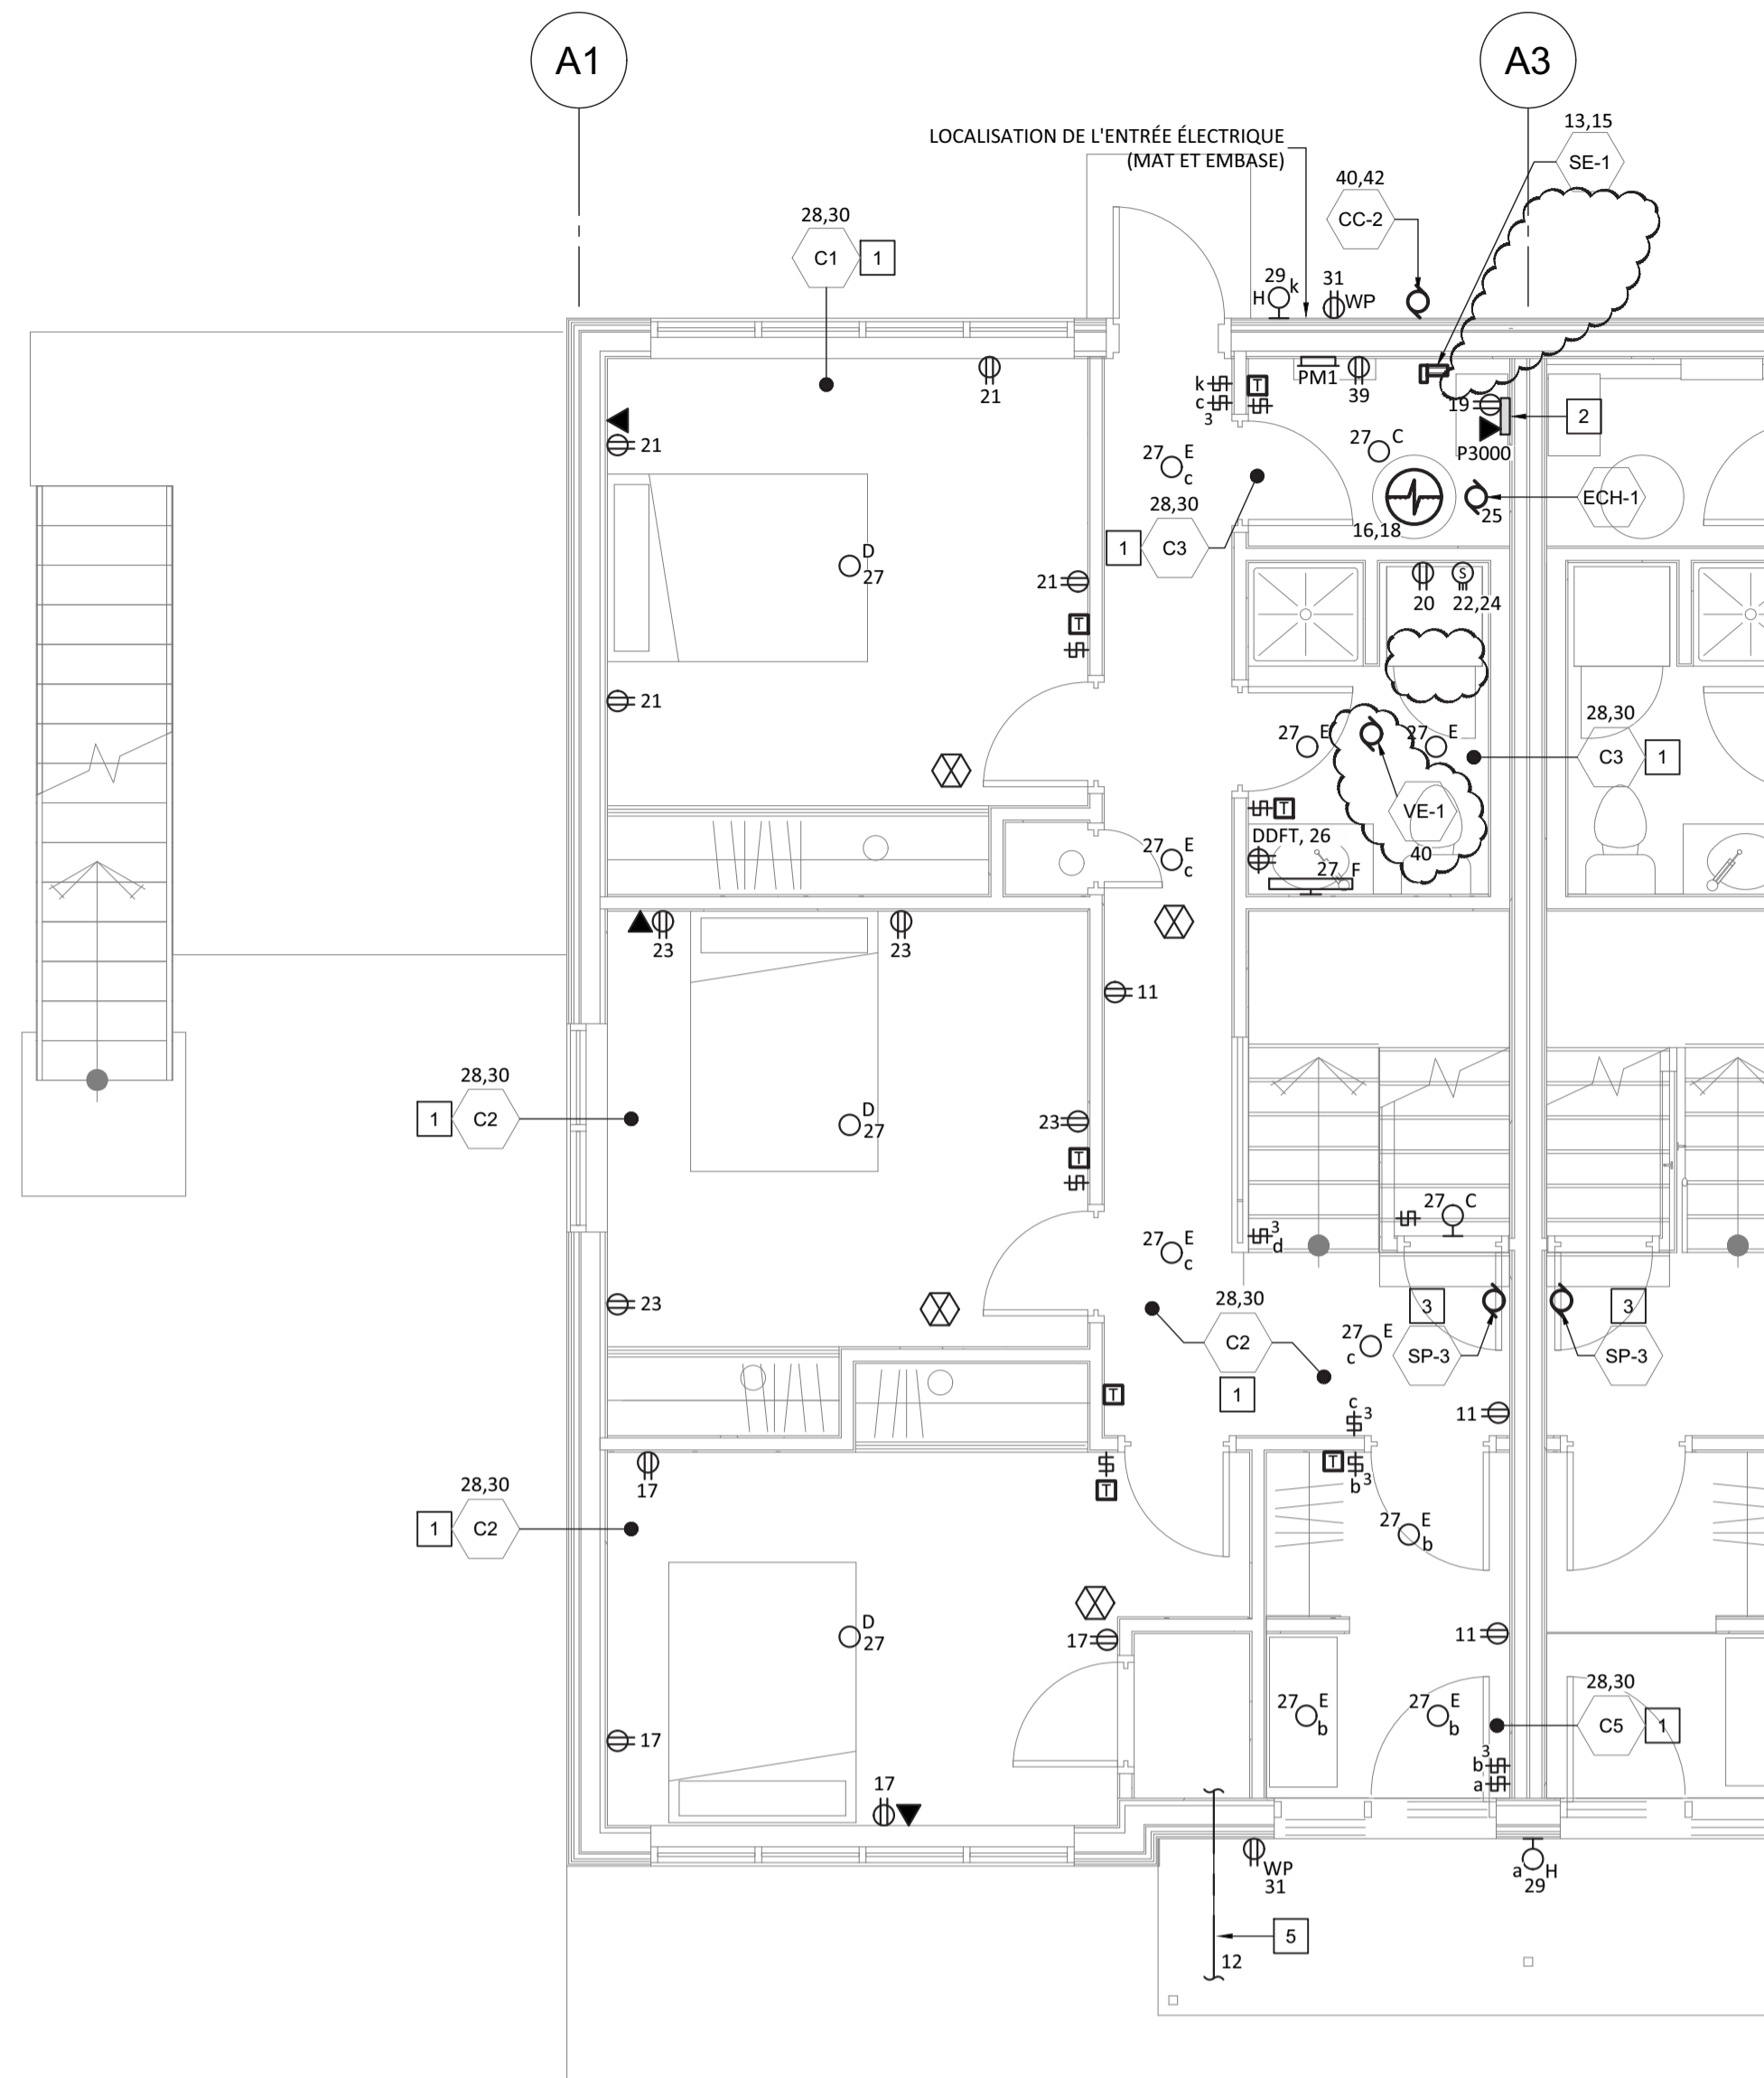 A1
A3
LOCALISATION DE L'ENTRÉE ÉLECTRIQUE
(MAT ET EMBASE)
13,15
SE-1
40,42
CC-2
28,30
C1
1
29
H
k
31
WP
21
k
c
3
T
PM1
39
19
2
P3000
21
27
E
c
27
C
28,30
1
C3
ECH-1
25
16,18
D
27
21
T
20
S
22,24
21
27
E
27
E
28,30
C3
1
VE-1
DDFT, 26
T
27
E
c
27
F
40
23
23
11
28,30
1
C2
D
27
23
T
27
C
27
E
c
3
d
23
28,30
C2
1
27
E
c
3
SP-3
3
SP-3
T
c
3
11
17
T
T
b
3
28,30
1
C2
27
E
b
D
27
17
11
27
E
b
27
E
b
28,30
C5
1
17
b
3
a
17
WP
31
a
H
29
5
12